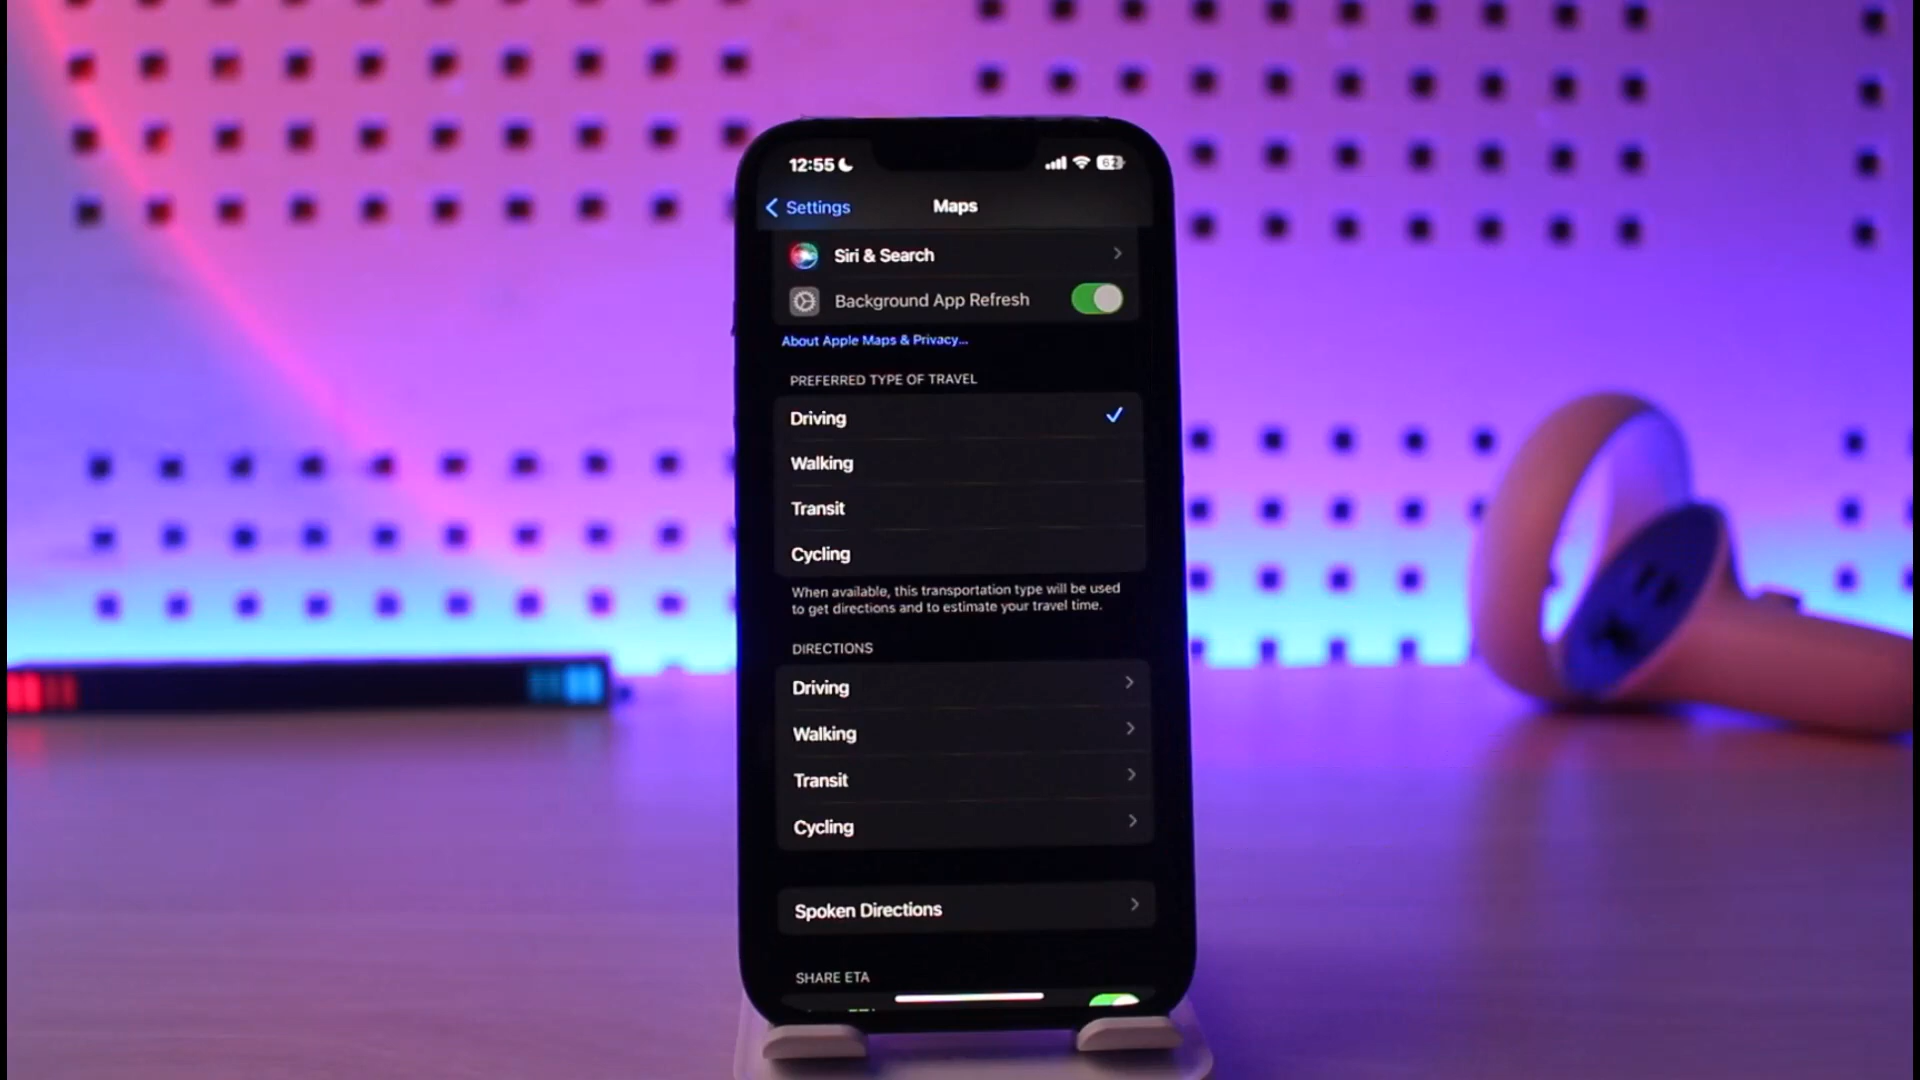 12:55
62
Settings
Maps
Siri & Search
Background App Refresh
About Apple Maps & Privacy...
PREFERRED TYPE OF TRAVEL
Driving
Walking
Transit
Cycling
When available, this transportation type will be used
to get directions and to estimate your travel time.
DIRECTIONS
Driving
Walking
Transit
Cycling
Spoken Directions
SHARE ETA